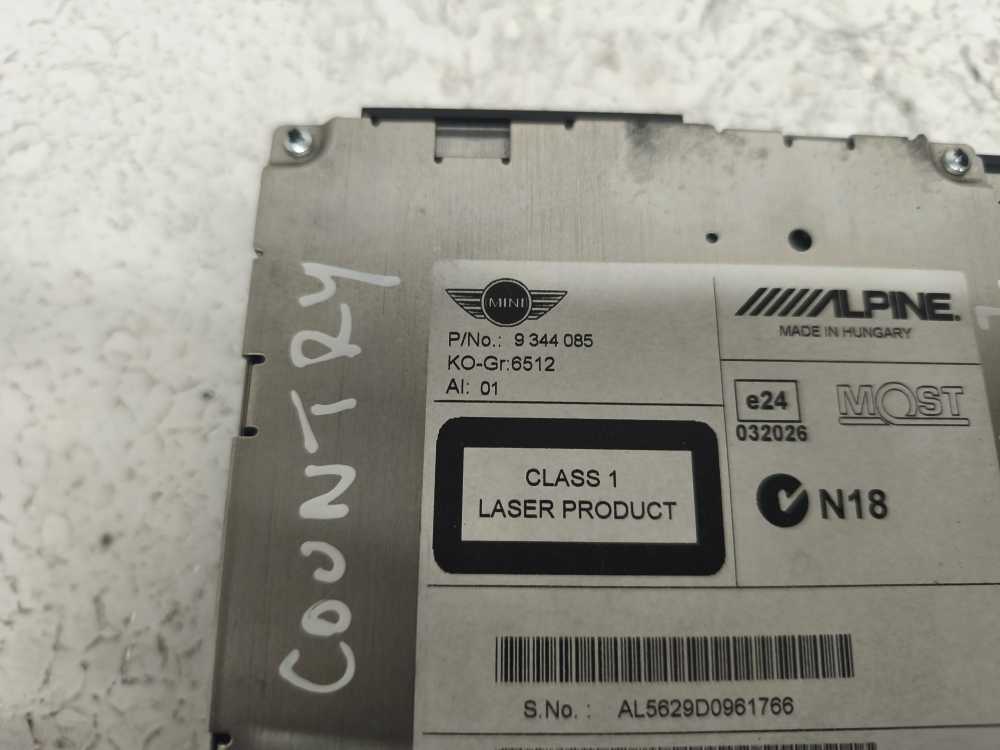 COUNTRY
MINI
P/No.: 9 344 085
KO-Gr:6512
AI: 01
ALPINE.
MADE IN HUNGARY
e24
032026
MOST
N18
CLASS 1
LASER PRODUCT
S.No. : AL5629D0961766